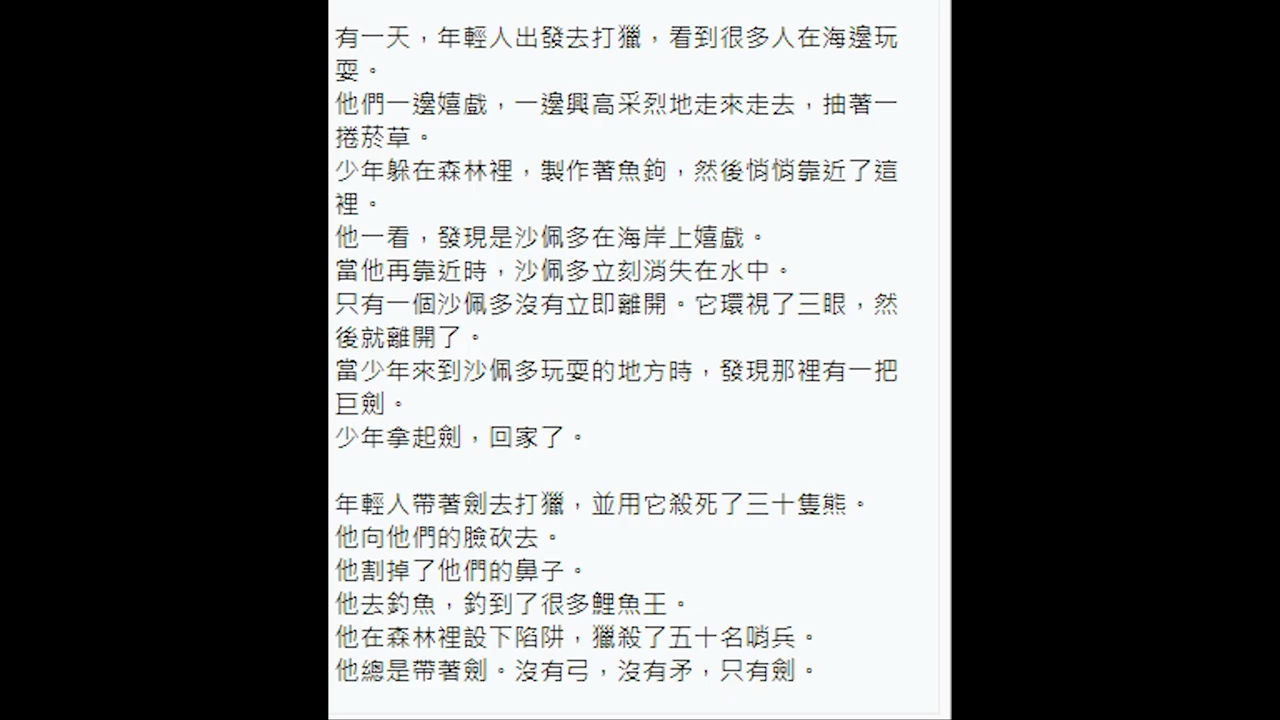 有一天，年輕人出發去打獵，看到很多人在海邊玩
耍。
他們一邊嬉戲，一邊興高采烈地走來走去，抽著一
捲菸草。
少年躲在森林裡，製作著魚鉤，然後悄悄靠近了這
裡。
他一看，發現是沙佩多在海岸上嬉戲。
當他再靠近時，沙佩多立刻消失在水中。
只有一個沙佩多沒有立即離開。它環視了三眼，然
後就離開了。
當少年來到沙佩多玩耍的地方時，發現那裡有一把
巨劍。
少年拿起劍，回家了。

年輕人帶著劍去打獵，並用它殺死了三十隻熊。
他向他們的臉砍去。
他割掉了他們的鼻子。
他去釣魚，釣到了很多鯉魚王。
他在森林裡設下陷阱，獵殺了五十名哨兵。
他總是帶著劍。沒有弓，沒有矛，只有劍。